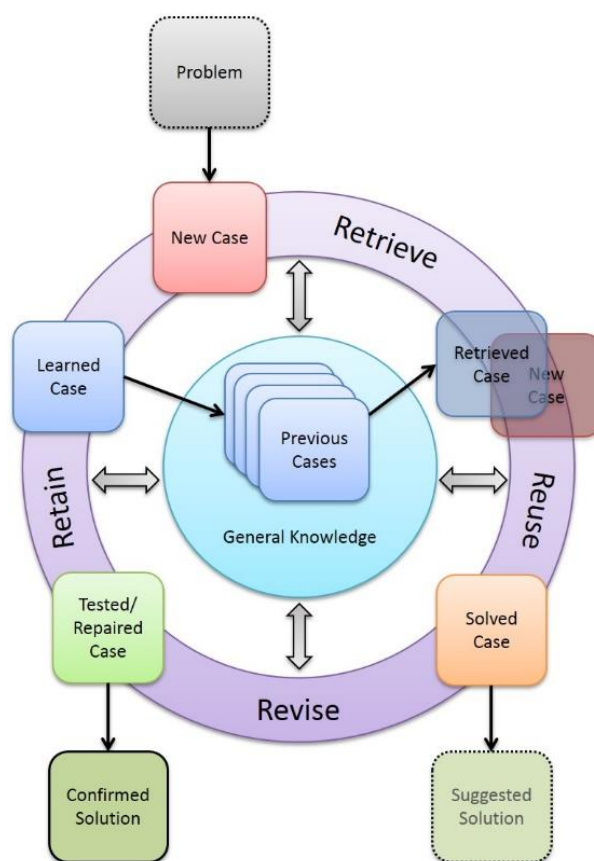 Problem
New Case
Retrieve
Learned
Case
Retrieved
Case
New
Case
Previous
Cases
General Knowledge
Retain
Reuse
Tested/
Repaired
Case
Solved
Case
Revise
Confirmed
Solution
Suggested
Solution